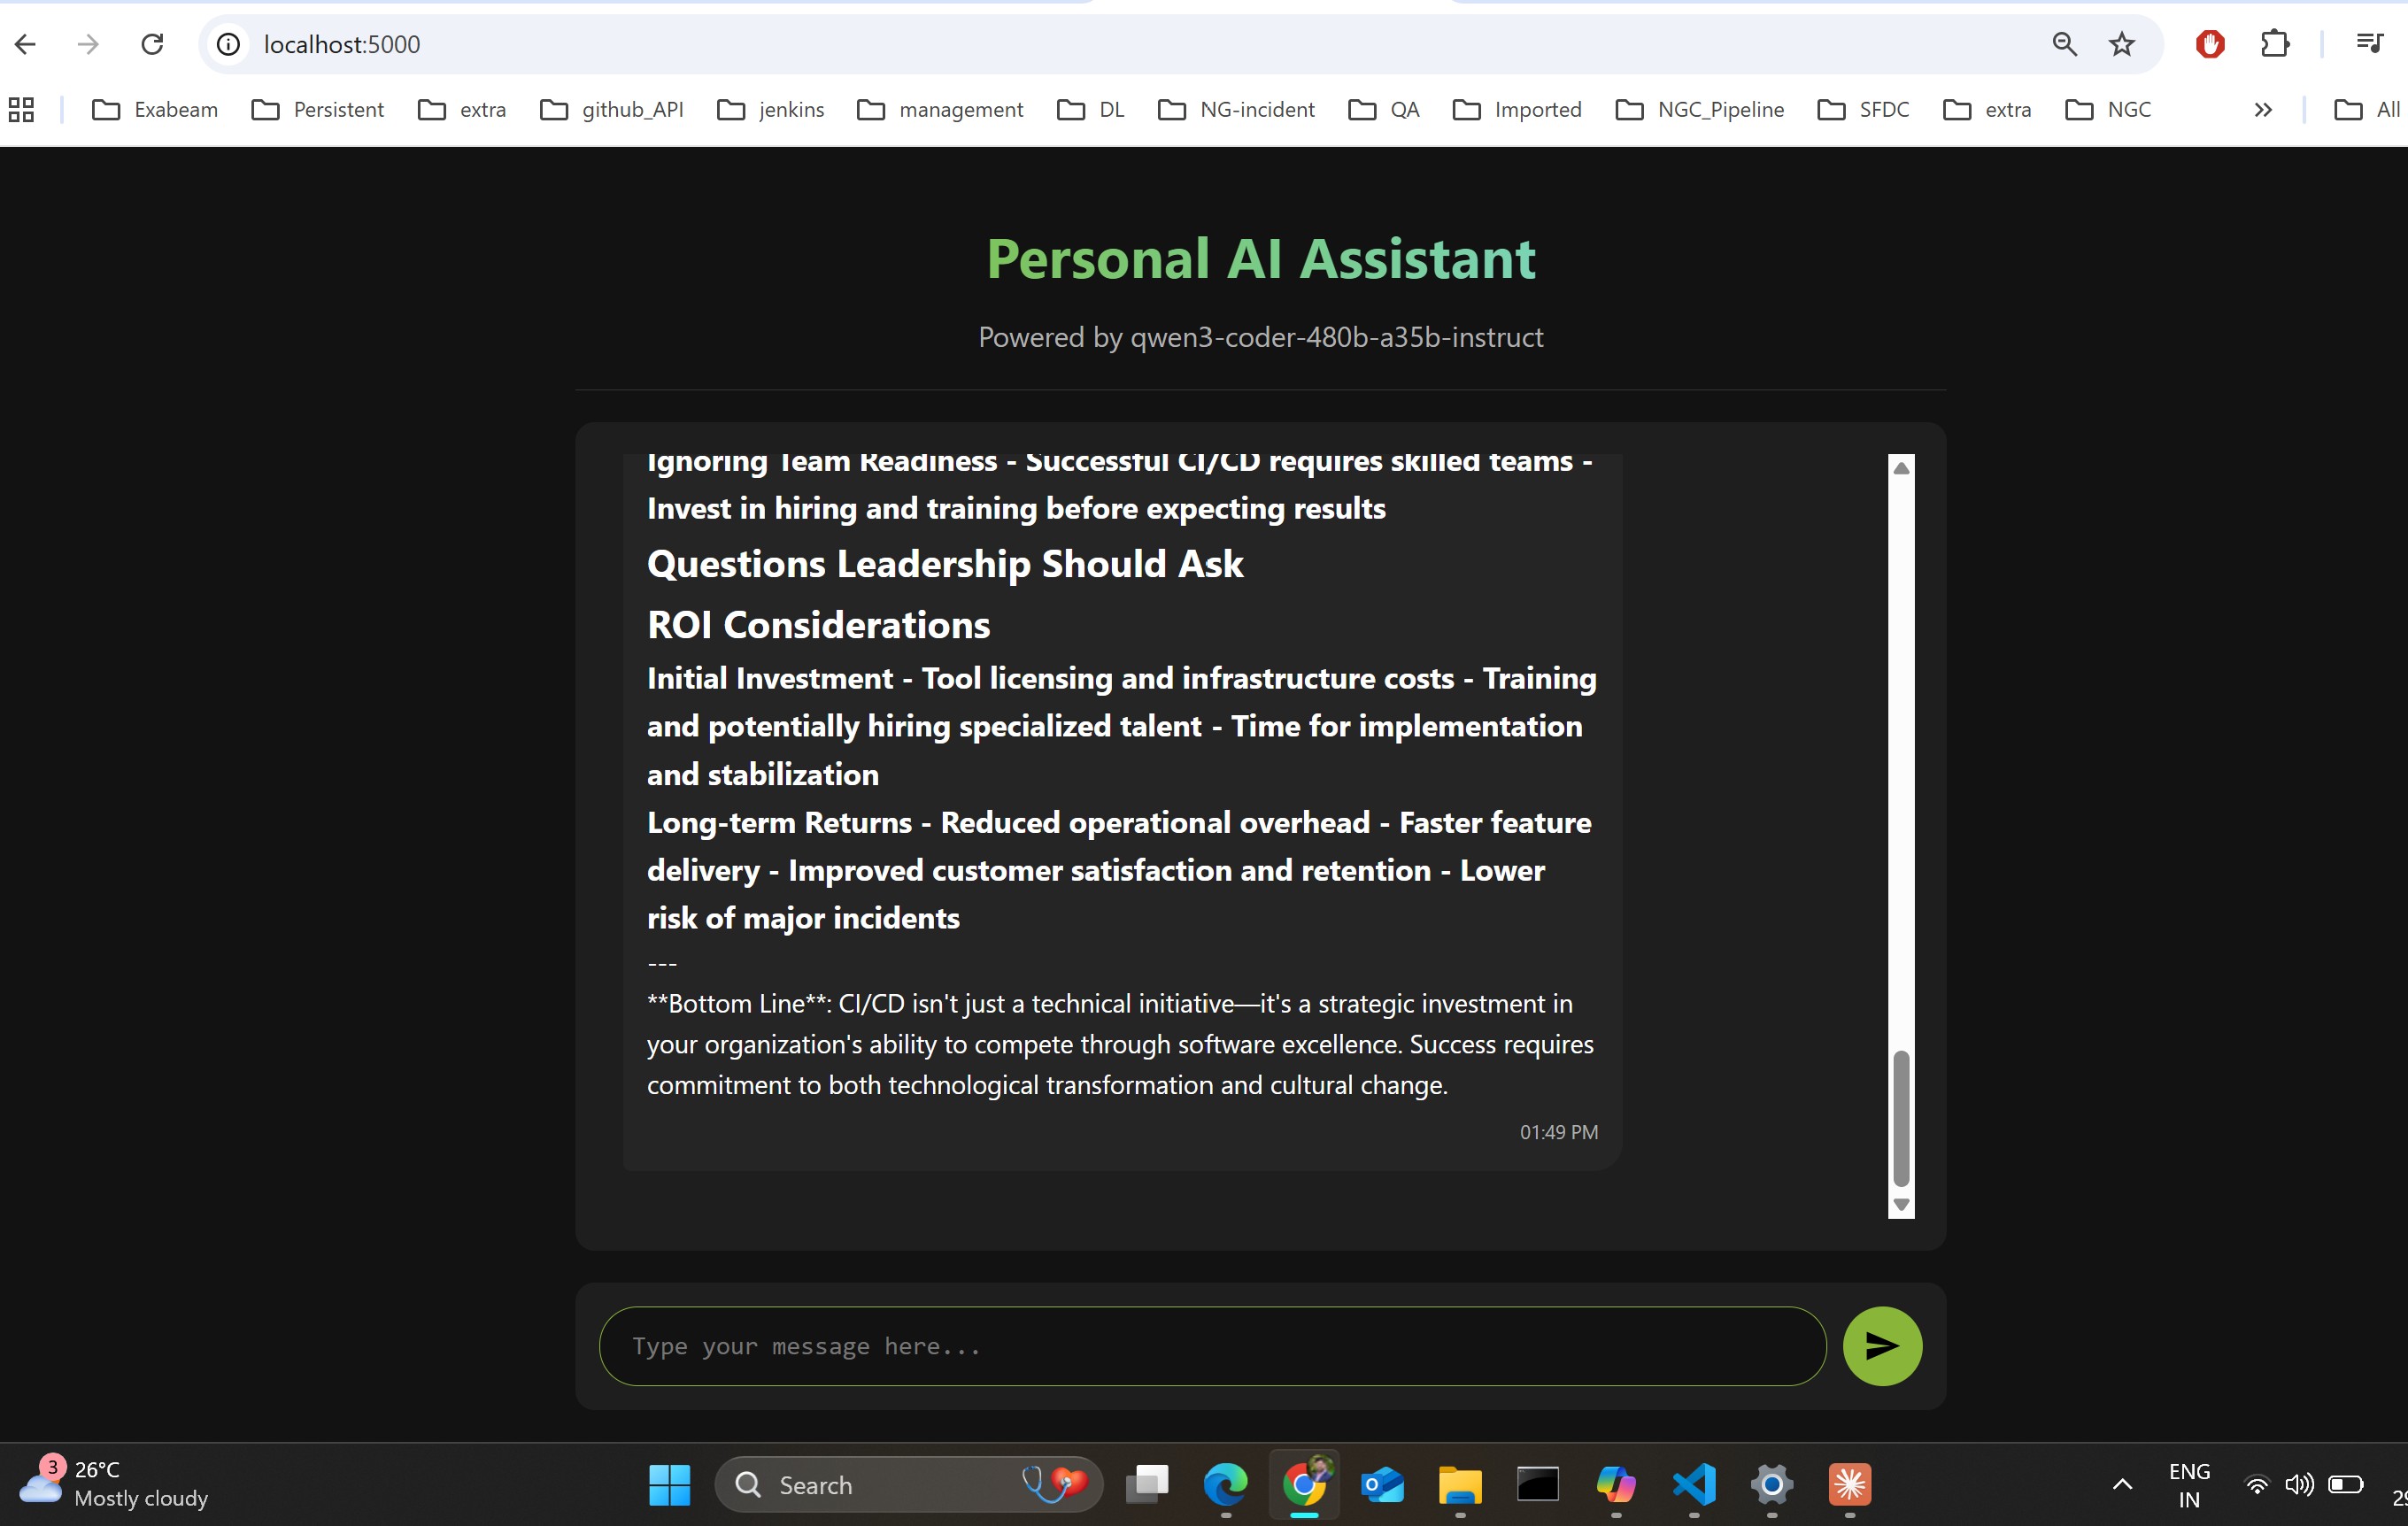 localhost:5000
Exabeam
Persistent
extra
github_API
jenkins
management
DL
NG-incident
QA
Imported
NGC_Pipeline
SFDC
extra
NGC
All
Personal AI Assistant
Powered by qwen3-coder-480b-a35b-instruct
Ignoring Team Readiness - Successful CI/CD requires skilled teams -
Invest in hiring and training before expecting results
Questions Leadership Should Ask
ROI Considerations
Initial Investment - Tool licensing and infrastructure costs - Training
and potentially hiring specialized talent - Time for implementation
and stabilization
Long-term Returns - Reduced operational overhead - Faster feature
delivery - Improved customer satisfaction and retention - Lower
risk of major incidents
---
**Bottom Line**: CI/CD isn't just a technical initiative—it's a strategic investment in
your organization's ability to compete through software excellence. Success requires
commitment to both technological transformation and cultural change.
01:49 PM
Type your message here...
3
26°C
Mostly cloudy
Search
ENG
IN